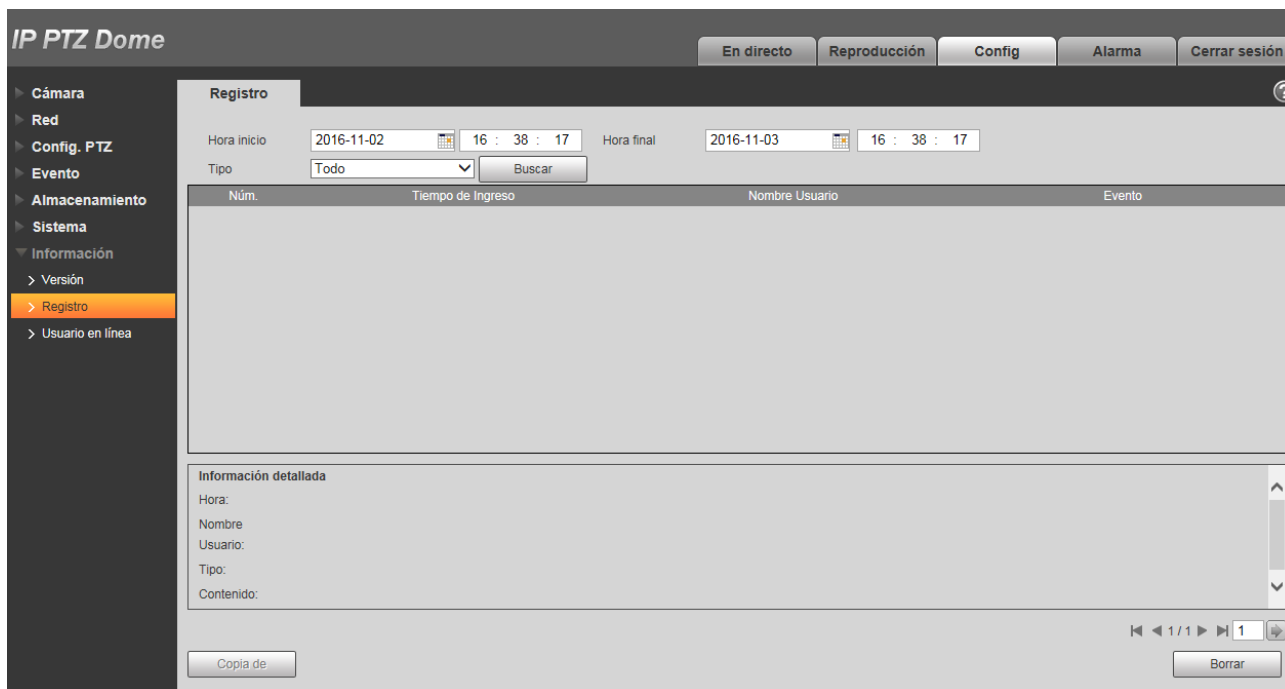 IP PTZ Dome
En directo Reproducción Config Alarma Cerrar sesión
Cámara
Red
Config. PTZ
Evento
Almacenamiento
Sistema
Información
Versión
Registro
Usuario en línea
Registro ?
Hora inicio 2016-11-02 16 : 38 : 17 Hora final 2016-11-03 16 : 38 : 17
Tipo Todo Buscar
Núm. Tiempo de Ingreso Nombre Usuario Evento
Información detallada
Hora:
Nombre
Usuario:
Tipo:
Contenido:
1 / 1 1
Copia de Borrar